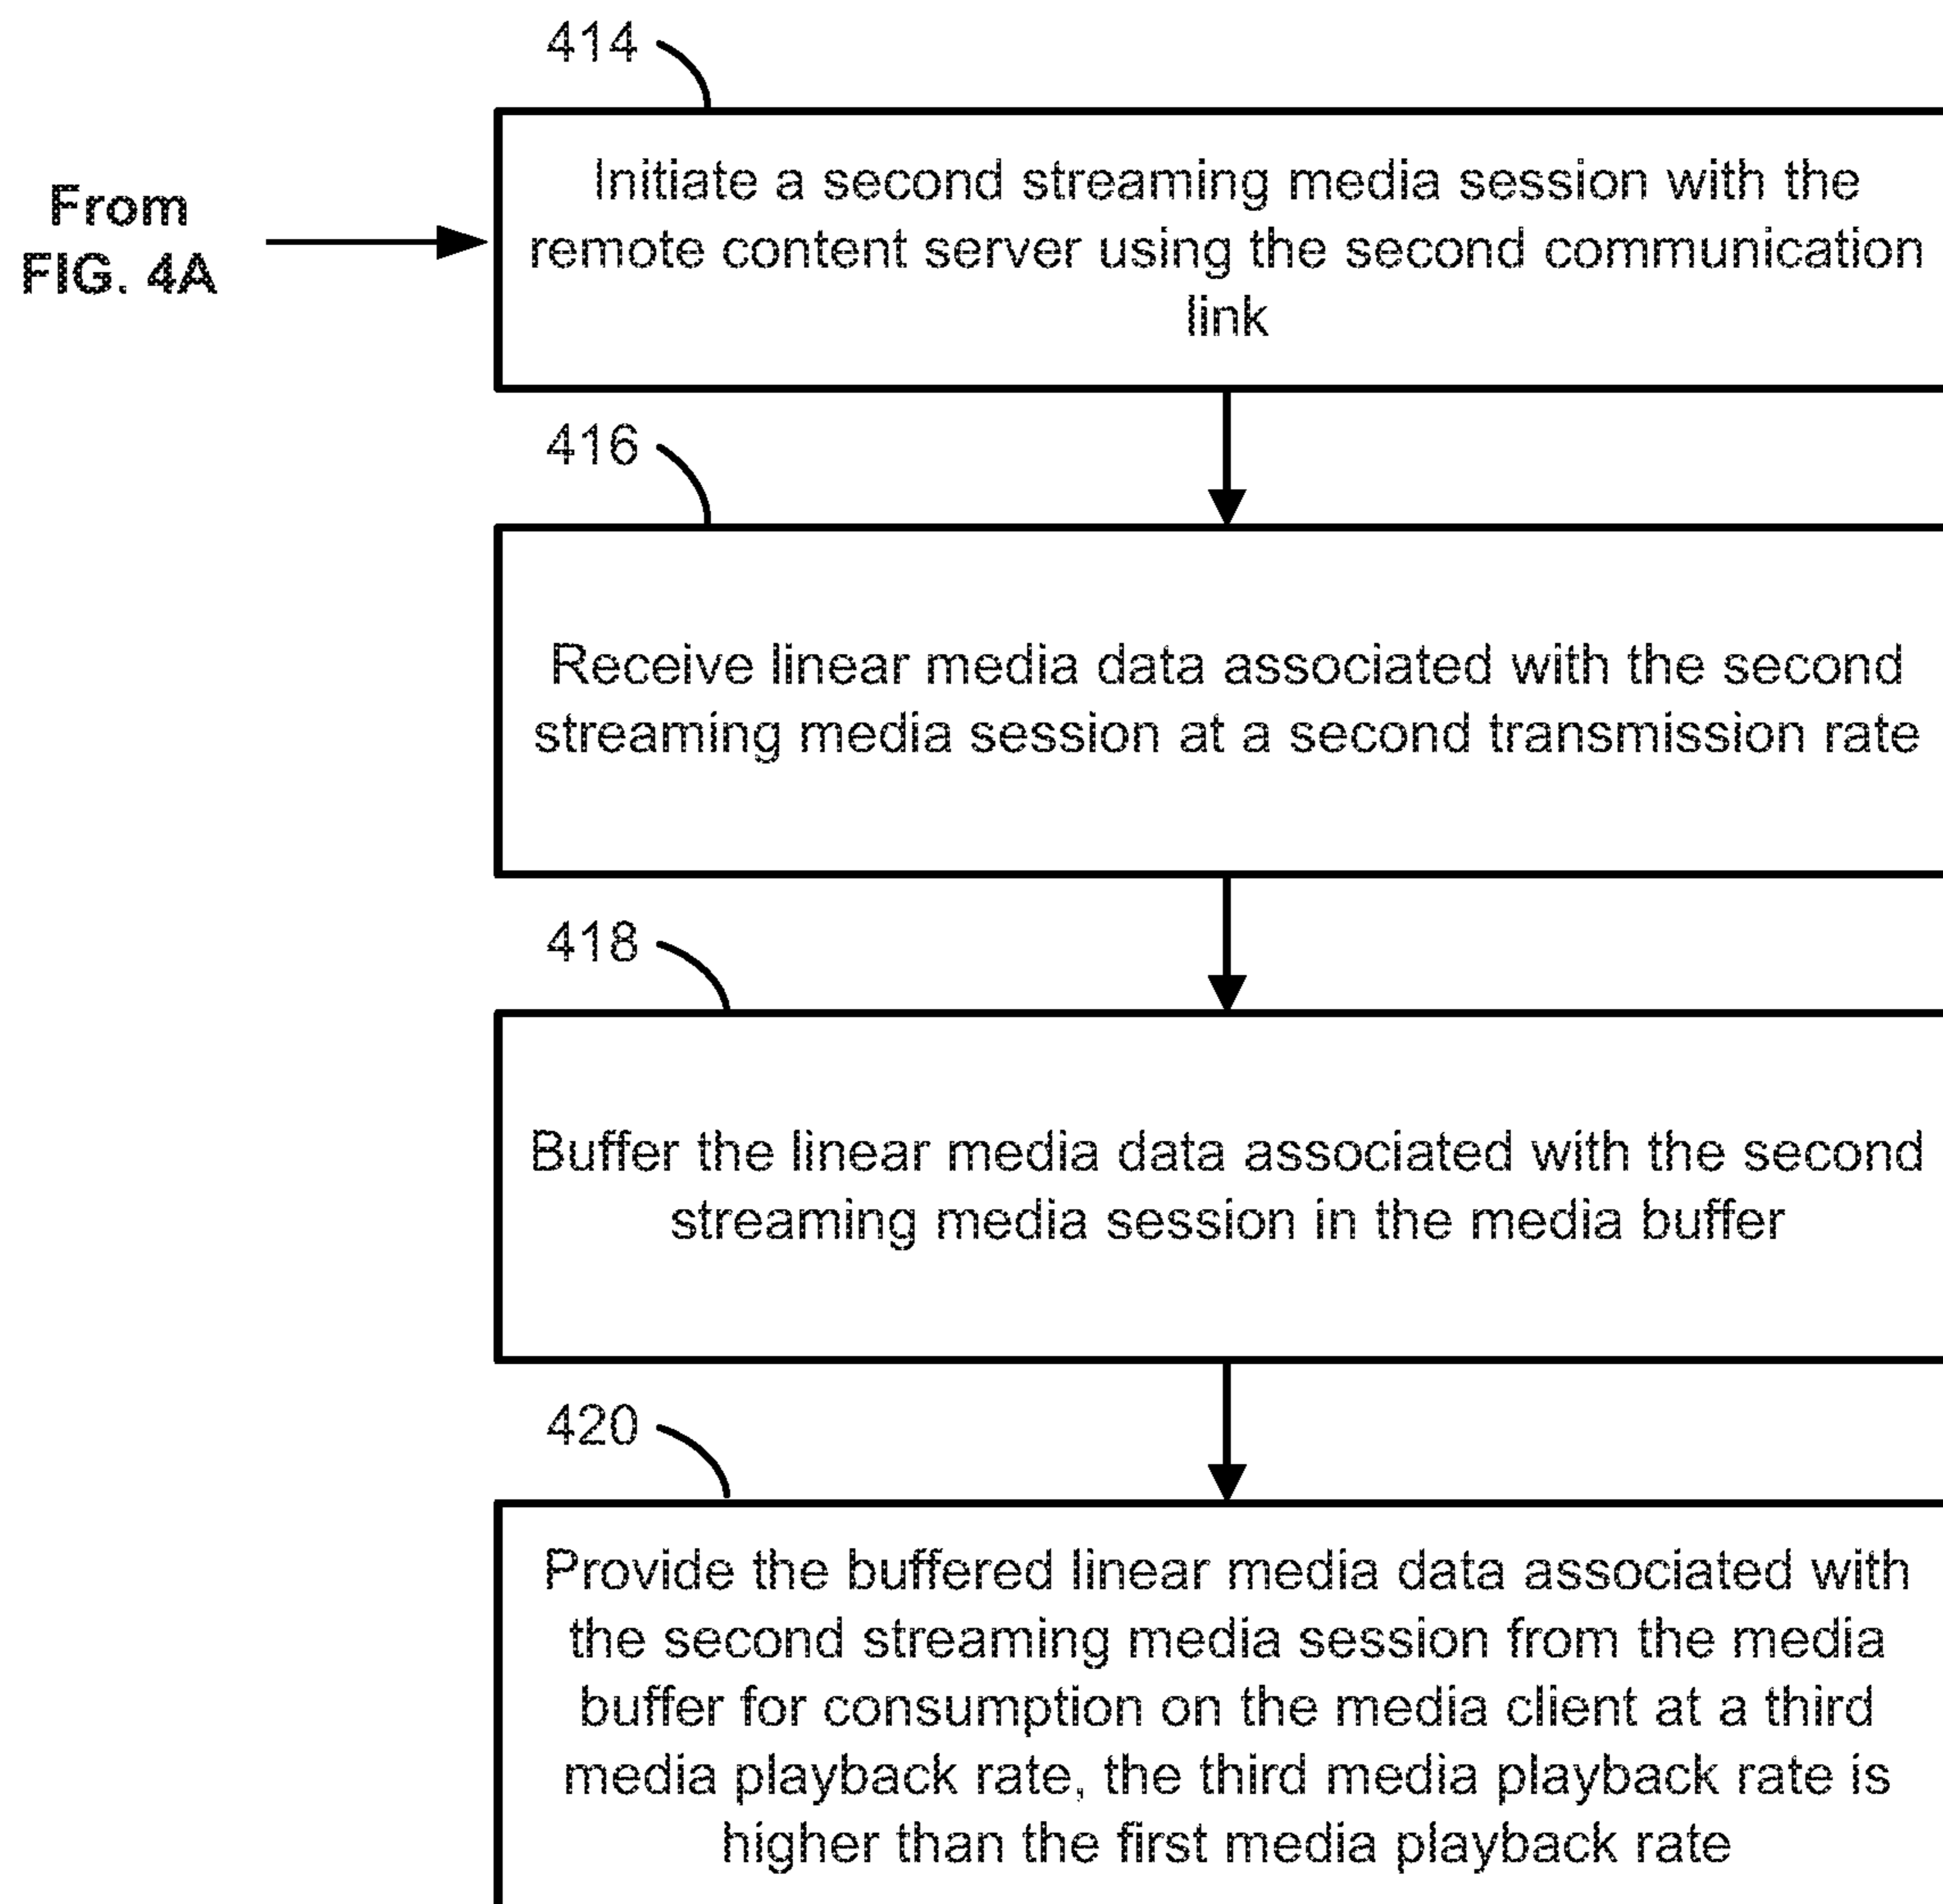 414
From
FIG. 4A
Initiate a second streaming media session with the
remote content server using the second communication
link
416
Receive linear media data associated with the second
streaming media session at a second transmission rate
418
Buffer the linear media data associated with the second
streaming media session in the media buffer
420
Provide the buffered linear media data associated with
the second streaming media session from the media
buffer for consumption on the media client at a third
media playback rate, the third media playback rate is
higher than the first media playback rate